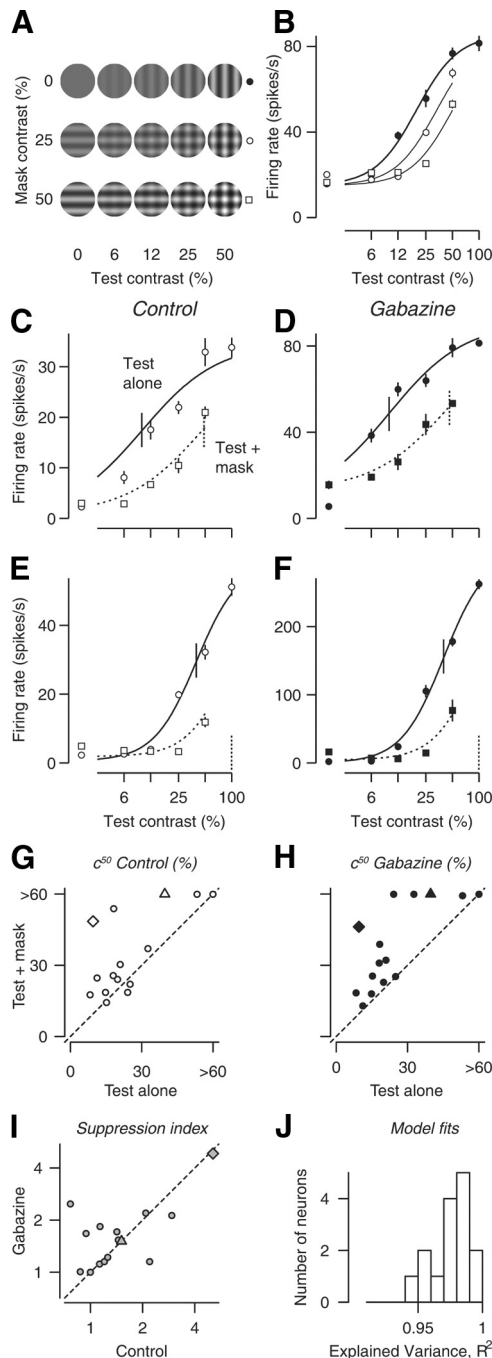 A
Mask contrast (%)
0
25
50
0 6 12 25 50
Test contrast (%)
B
Firing rate (spikes/s)
80
40
0
6 12 25 50 100
Test contrast (%)
Control
C
Firing rate (spikes/s)
30
20
10
0
Test
alone
Test +
mask
Gabazine
D
80
40
0
E
Firing rate (spikes/s)
40
20
0
6 25 100
Test contrast (%)
F
200
100
0
6 25 100
Test contrast (%)
G
c50 Control (%)
Test + mask
>60
30
0
0 30 >60
Test alone
H
c50 Gabazine (%)
0 30 >60
Test alone
I
Suppression index
Gabazine
4
2
1
1 2 4
Control
J
Model fits
Number of neurons
4
2
0
0.95 1
Explained Variance, R2